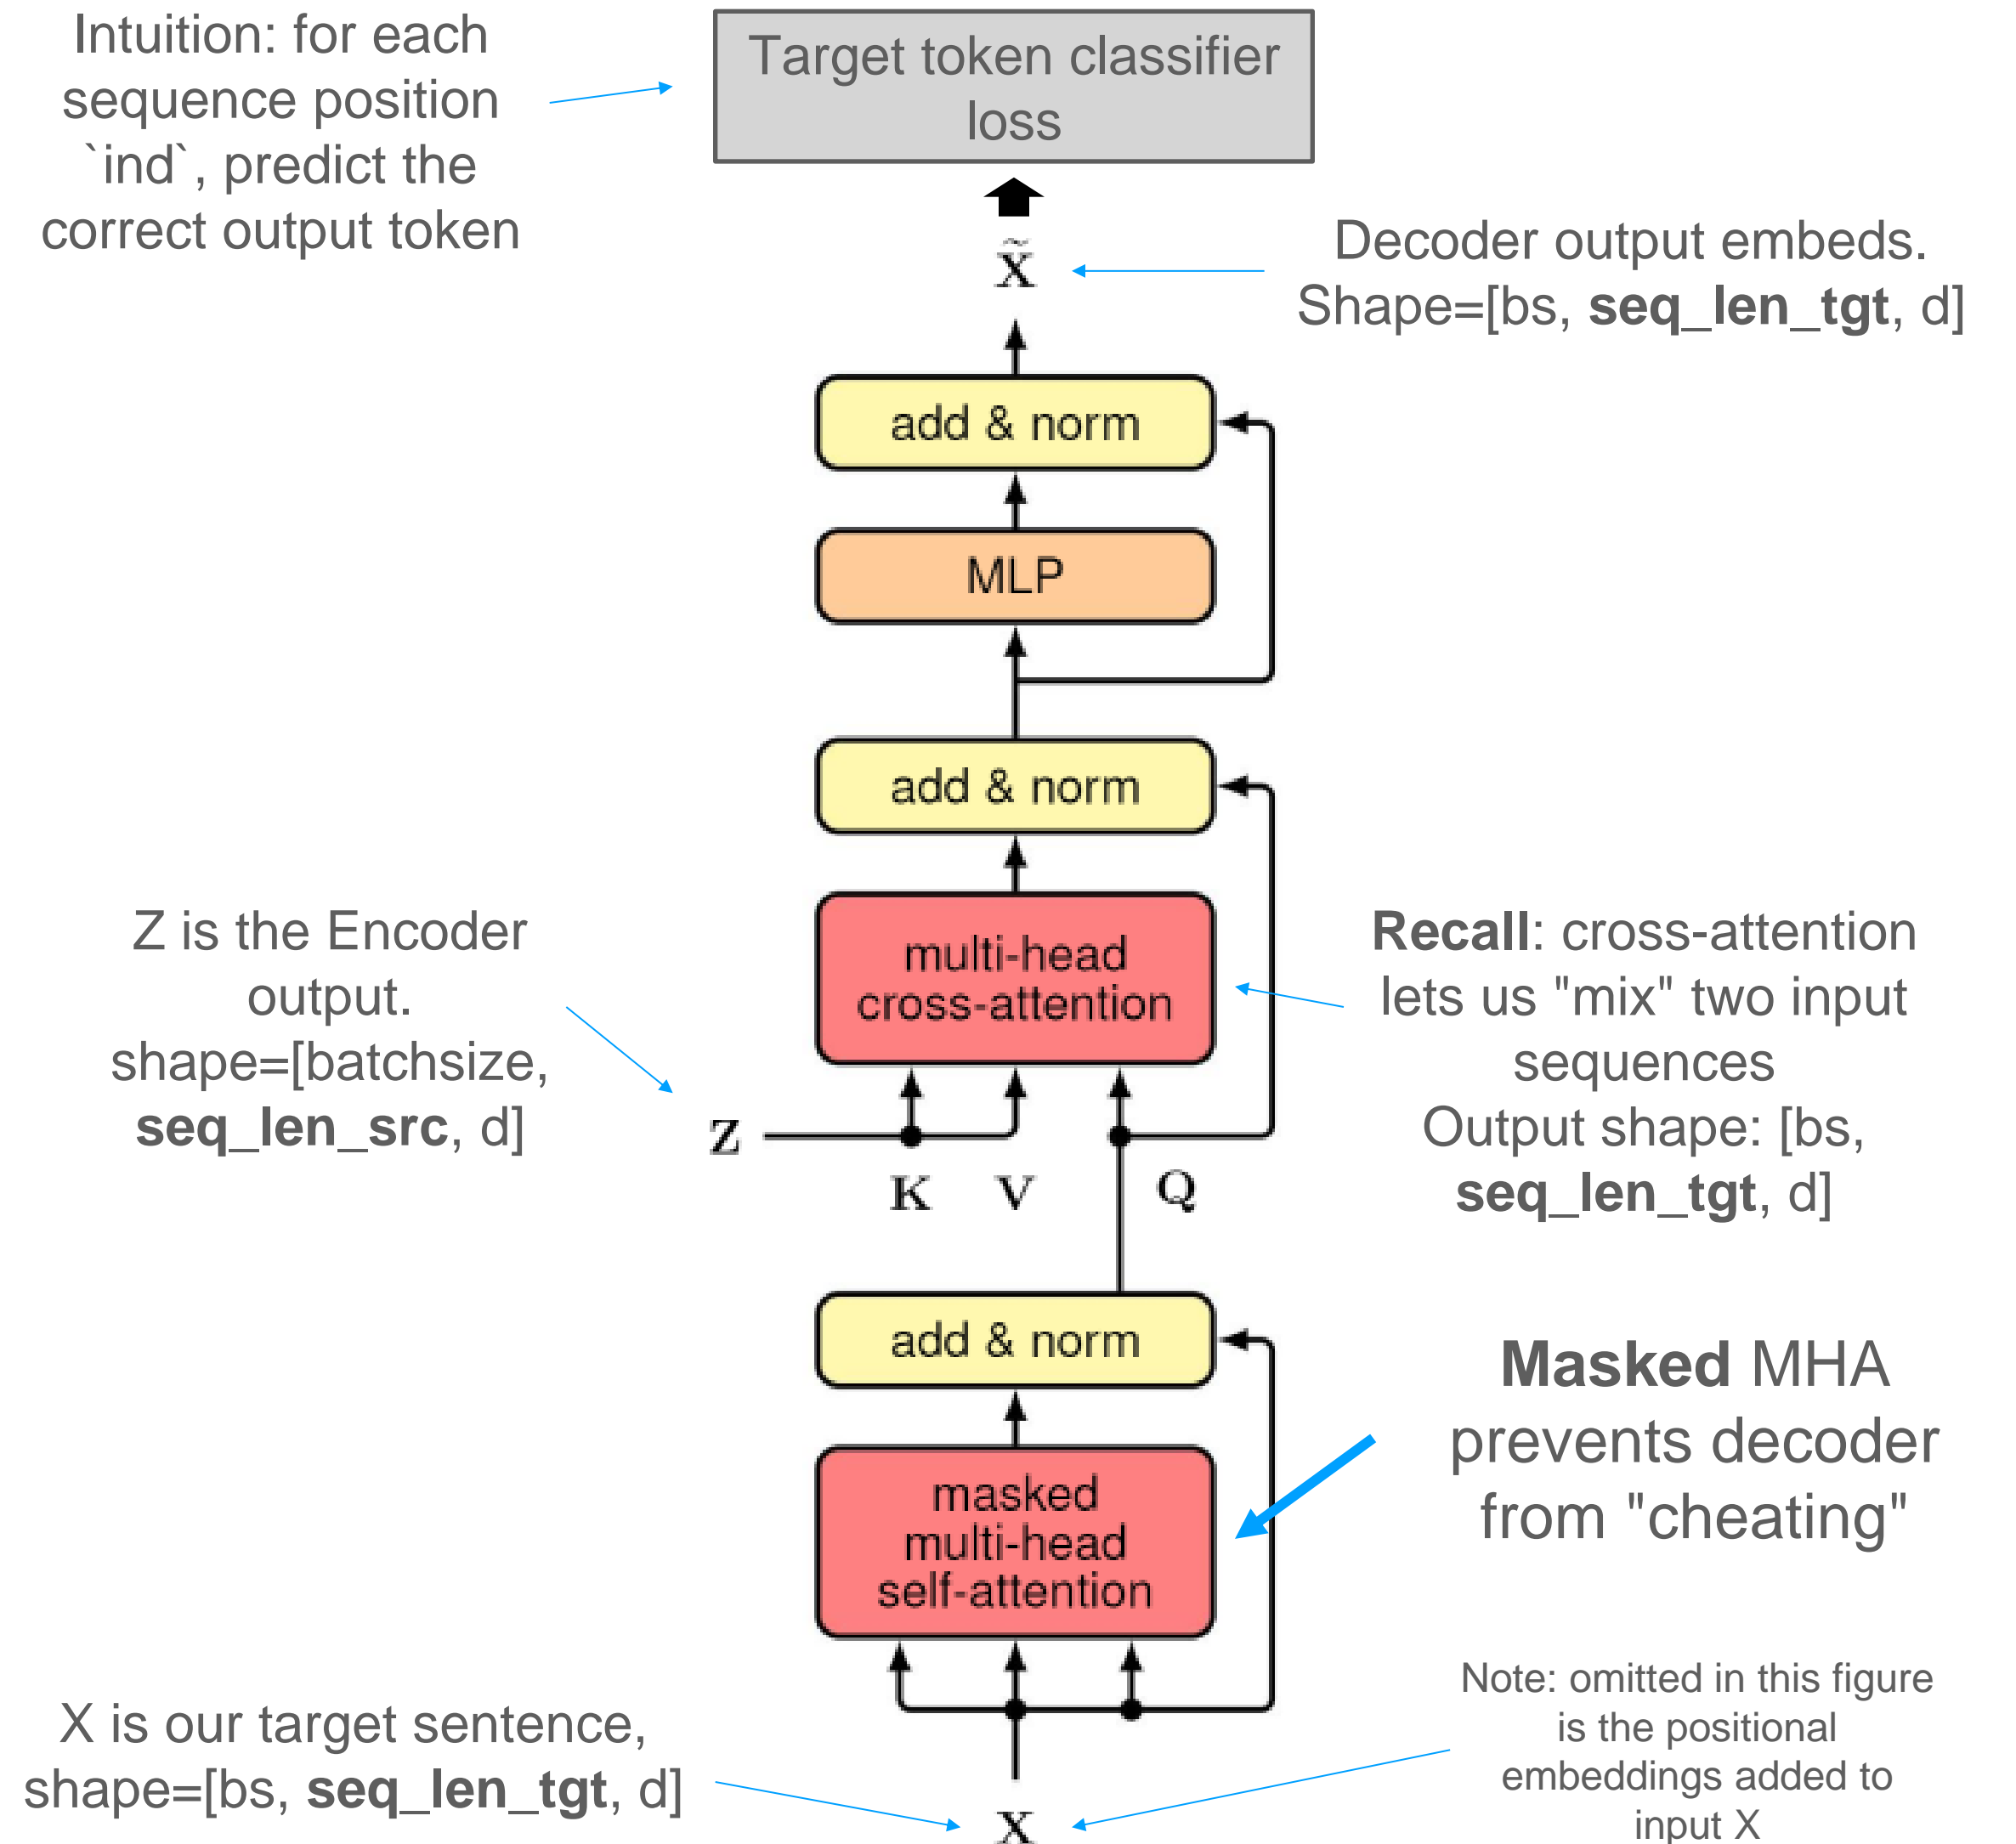 Intuition: for each
sequence position
`ind`, predict the
correct output token
Target token classifier
loss
X̃
Decoder output embeds.
Shape=[bs, seq_len_tgt, d]
add & norm
MLP
add & norm
Z is the Encoder
output.
shape=[batchsize,
seq_len_src, d]
multi-head
cross-attention
Recall: cross-attention
lets us "mix" two input
sequences
Output shape: [bs,
seq_len_tgt, d]
Z
K V Q
add & norm
Masked MHA
prevents decoder
from "cheating"
masked
multi-head
self-attention
X is our target sentence,
shape=[bs, seq_len_tgt, d]
Note: omitted in this figure
is the positional
embeddings added to
input X
X